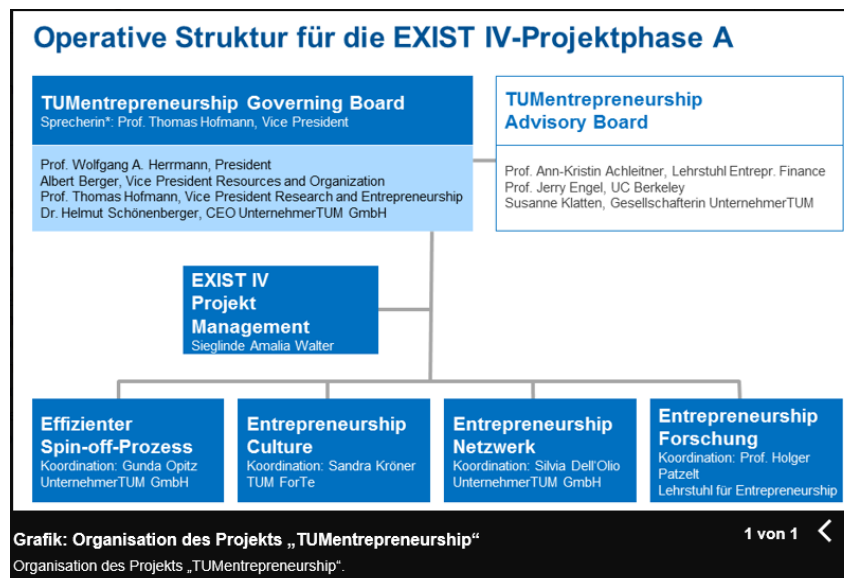 Operative Struktur für die EXIST IV-Projektphase A
TUMentrepreneurship Governing Board
Sprecherin*: Prof. Thomas Hofmann, Vice President
Prof. Wolfgang A. Herrmann, President
Albert Berger, Vice President Resources and Organization
Prof. Thomas Hofmann, Vice President Research and Entrepreneurship
Dr. Helmut Schönenberger, CEO UnternehmerTUM GmbH
TUMentrepreneurship
Advisory Board
Prof. Ann-Kristin Achleitner, Lehrstuhl Entrepr. Finance
Prof. Jerry Engel, UC Berkeley
Susanne Klatten, Gesellschafterin UnternehmerTUM
EXIST IV
Projekt
Management
Sieglinde Amalia Walter
Effizienter
Spin-off-Prozess
Koordination: Gunda Opitz
UnternehmerTUM GmbH
Entrepreneurship
Culture
Koordination: Sandra Kröner
TUM ForTe
Entrepreneurship
Netzwerk
Koordination: Silvia Dell'Olio
UnternehmerTUM GmbH
Entrepreneurship
Forschung
Koordination: Prof. Holger
Patzelt
Lehrstuhl für Entrepreneurship
Grafik: Organisation des Projekts „TUMentrepreneurship“
1 von 1
Organisation des Projekts „TUMentrepreneurship“.